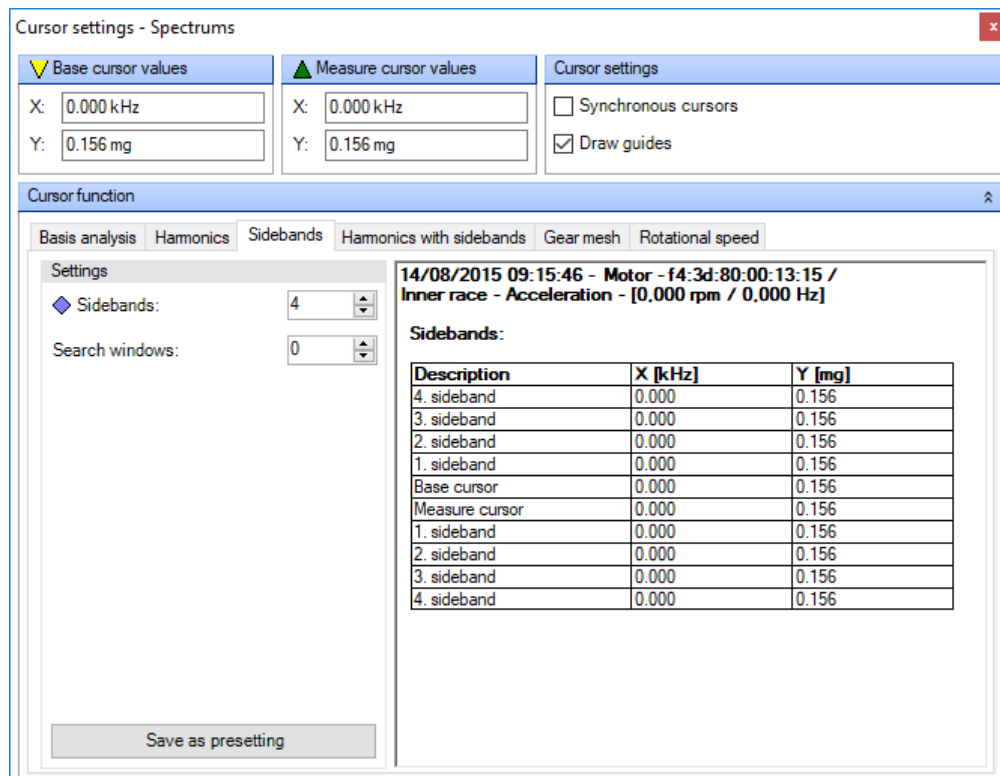 Cursor settings - Spectrums
x
Base cursor values
X: 0.000 kHz
Y: 0.156 mg
Measure cursor values
X: 0.000 kHz
Y: 0.156 mg
Cursor settings
Synchronous cursors
Draw guides
Cursor function
Basis analysis Harmonics Sidebands Harmonics with sidebands Gear mesh Rotational speed
Settings
Sidebands: 4
Search windows: 0
Save as presetting
14/08/2015 09:15:46 - Motor - f4:3d:80:00:13:15 /
Inner race - Acceleration - [0,000 rpm / 0,000 Hz]
Sidebands:
Description X [kHz] Y [mg]
4. sideband 0.000 0.156
3. sideband 0.000 0.156
2. sideband 0.000 0.156
1. sideband 0.000 0.156
Base cursor 0.000 0.156
Measure cursor 0.000 0.156
1. sideband 0.000 0.156
2. sideband 0.000 0.156
3. sideband 0.000 0.156
4. sideband 0.000 0.156